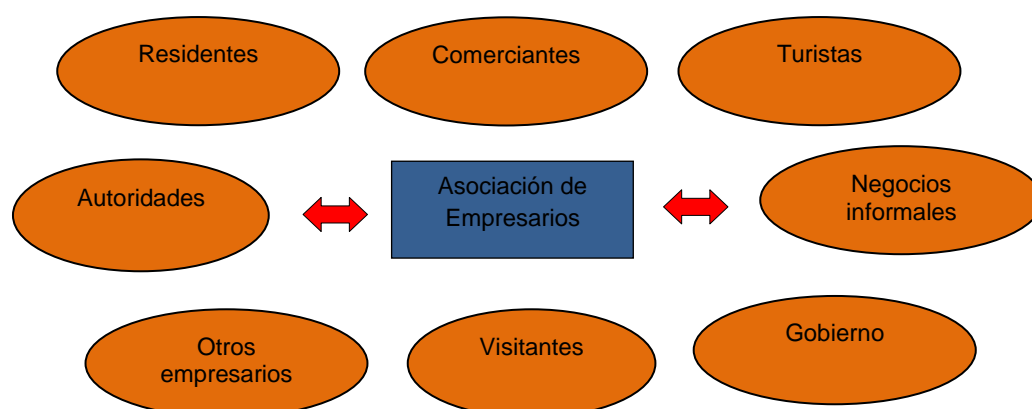 Residentes
Comerciantes
Turistas
Autoridades
Asociación de
Empresarios
Negocios
informales
Otros
empresarios
Visitantes
Gobierno